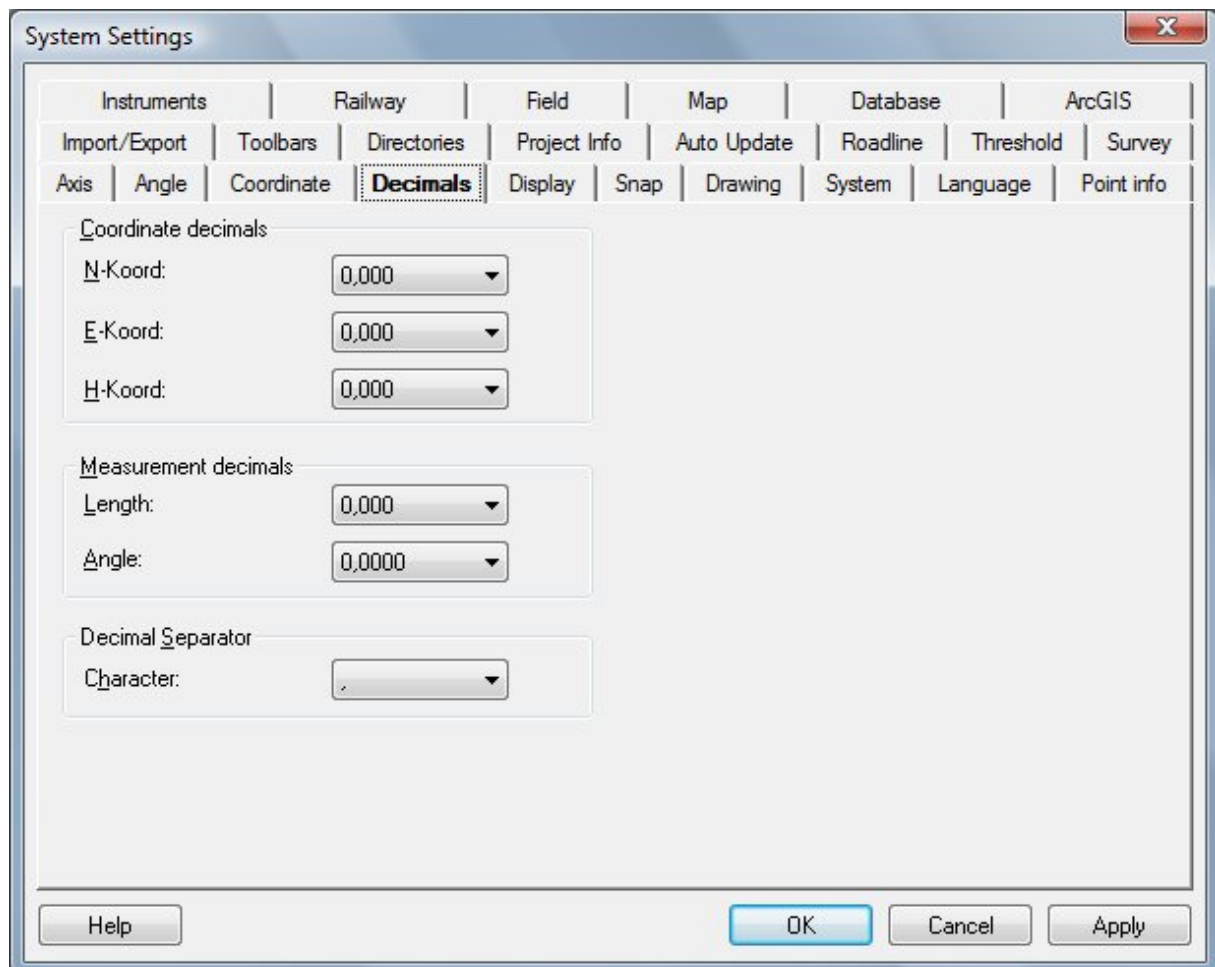 System Settings
Instruments Railway Field Map Database ArcGIS
Import/Export Toolbars Directories Project Info Auto Update Roadline Threshold Survey
Axis Angle Coordinate Decimals Display Snap Drawing System Language Point info
Coordinate decimals
N-Koord: 0,000
E-Koord: 0,000
H-Koord: 0,000
Measurement decimals
Length: 0,000
Angle: 0,0000
Decimal Separator
Character: ,
Help OK Cancel Apply